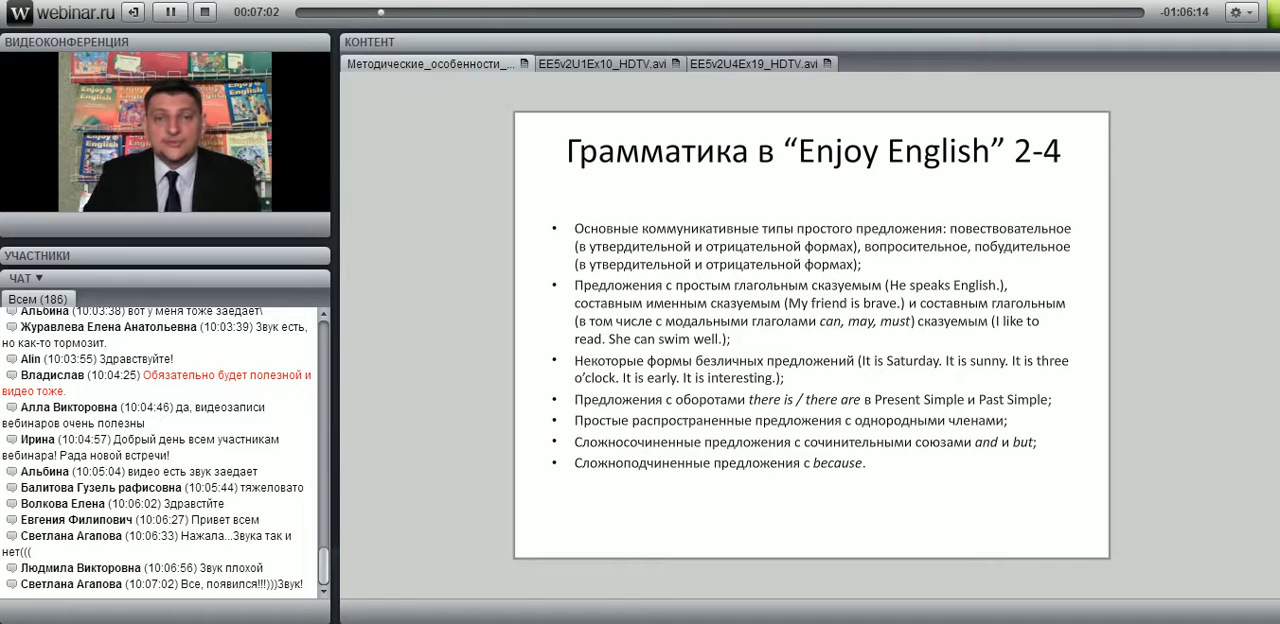 W webinar.ru
00:07:02
-01:06:14
ВИДЕОКОНФЕРЕНЦИЯ
Enjoy English
УЧАСТНИКИ
ЧАТ ▼
Всем (186)
Альбина (10:03:38) вот у меня тоже заедает\
Журавлева Елена Анатольевна (10:03:39) Звук есть,
но как-то тормозит.
Alin (10:03:55) Здравствуйте!
Владислав (10:04:25) Обязательно будет полезной и
видео тоже.
Алла Викторовна (10:04:46) да, видеозаписи
вебинаров очень полезны
Ирина (10:04:57) Добрый день всем участникам
вебинара! Рада новой встречи!
Альбина (10:05:04) видео есть звук заедает
Балитова Гузель рафисовна (10:05:44) тяжеловато
Волкова Елена (10:06:02) Здравстйте
Евгения Филипович (10:06:27) Привет всем
Светлана Агапова (10:06:33) Нажала...Звука так и
нет(((
Людмила Викторовна (10:06:56) Звук плохой
Светлана Агапова (10:07:02) Все, появился!!!)))Звук!
КОНТЕНТ
Методические_особенности_... EE5v2U1Ex10_HDTV.avi EE5v2U4Ex19_HDTV.avi
Грамматика в “Enjoy English” 2-4
• Основные коммуникативные типы простого предложения: повествовательное
(в утвердительной и отрицательной формах), вопросительное, побудительное
(в утвердительной и отрицательной формах);
• Предложения с простым глагольным сказуемым (He speaks English.),
составным именным сказуемым (My friend is brave.) и составным глагольным
(в том числе с модальными глаголами can, may, must) сказуемым (I like to
read. She can swim well.);
• Некоторые формы безличных предложений (It is Saturday. It is sunny. It is three
o’clock. It is early. It is interesting.);
• Предложения с оборотами there is / there are в Present Simple и Past Simple;
• Простые распространенные предложения с однородными членами;
• Сложносочиненные предложения с сочинительными союзами and и but;
• Сложноподчиненные предложения с because.